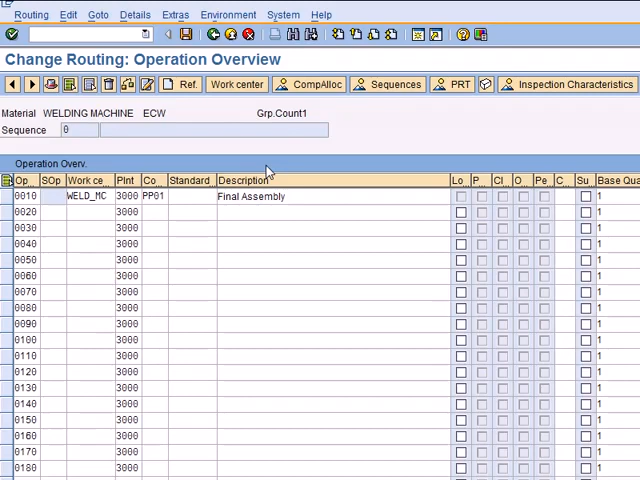 Routing Edit Goto Details Extras Environment System Help
Change Routing: Operation Overview
Ref. Work center CompAlloc Sequences PRT Inspection Characteristics
Material WELDING MACHINE ECW Grp.Count1
Sequence 0
Operation Overv.
Op... SOp Work ce... Plnt Co... Standard... Description Lo... P... Cl... O... Pe... C... Su... Base Qua
0010 WELD_MC 3000 PP01 Final Assembly 1
0020 3000 1
0030 3000 1
0040 3000 1
0050 3000 1
0060 3000 1
0070 3000 1
0080 3000 1
0090 3000 1
0100 3000 1
0110 3000 1
0120 3000 1
0130 3000 1
0140 3000 1
0150 3000 1
0160 3000 1
0170 3000 1
0180 3000 1